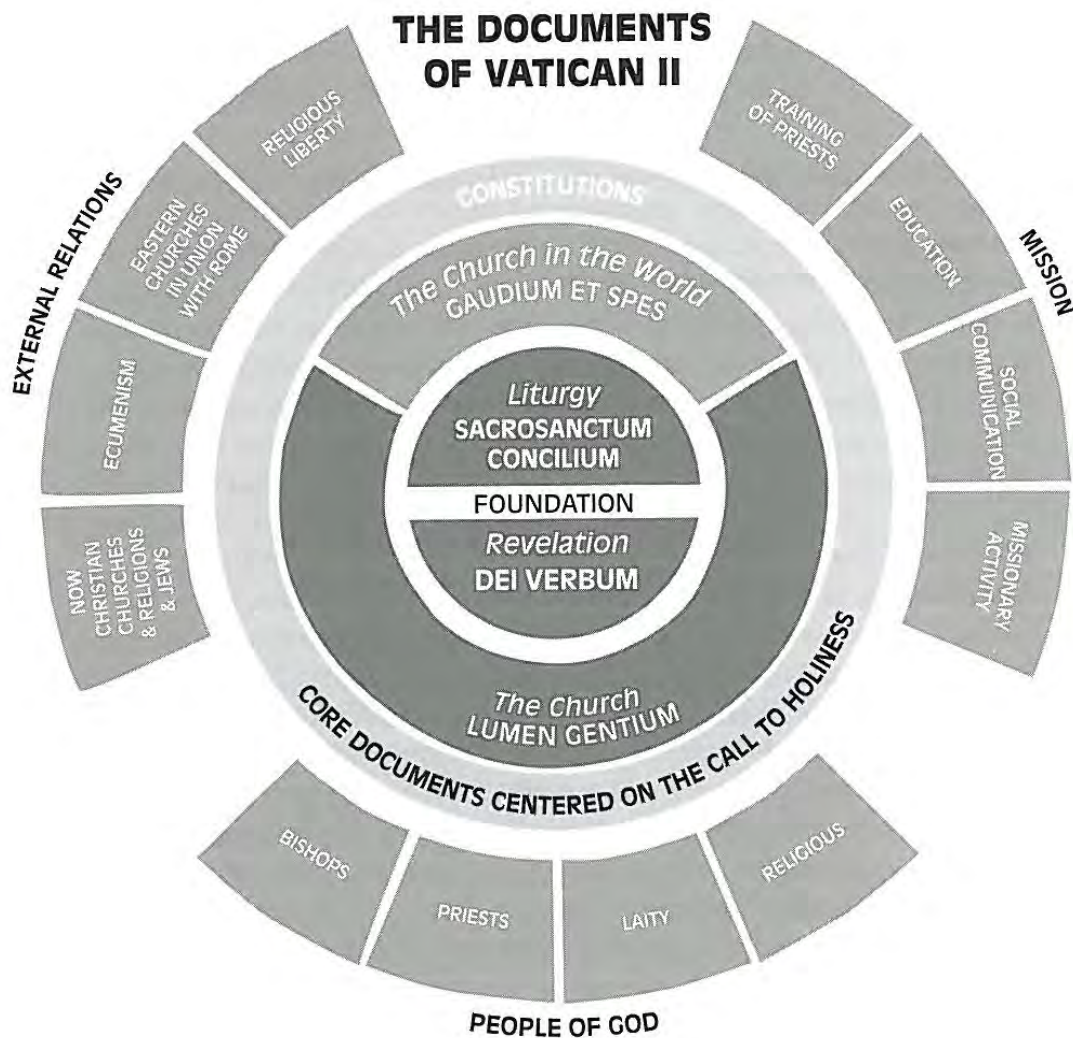 THE DOCUMENTS
OF VATICAN II
CONSTITUTIONS
The Church in the World
GAUDIUM ET SPES
Liturgy
SACROSANCTUM
CONCILIUM
FOUNDATION
Revelation
DEI VERBUM
The Church
LUMEN GENTIUM
CORE DOCUMENTS CENTERED ON THE CALL TO HOLINESS
EXTERNAL RELATIONS
RELIGIOUS
LIBERTY
EASTERN
CHURCHES
IN UNION
WITH ROME
ECUMENISM
NOW
CHRISTIAN
CHURCHES
& RELIGIONS
& JEWS
MISSION
TRAINING
OF PRIESTS
EDUCATION
SOCIAL
COMMUNICATION
MISSIONARY
ACTIVITY
BISHOPS
PRIESTS
LAITY
RELIGIOUS
PEOPLE OF GOD